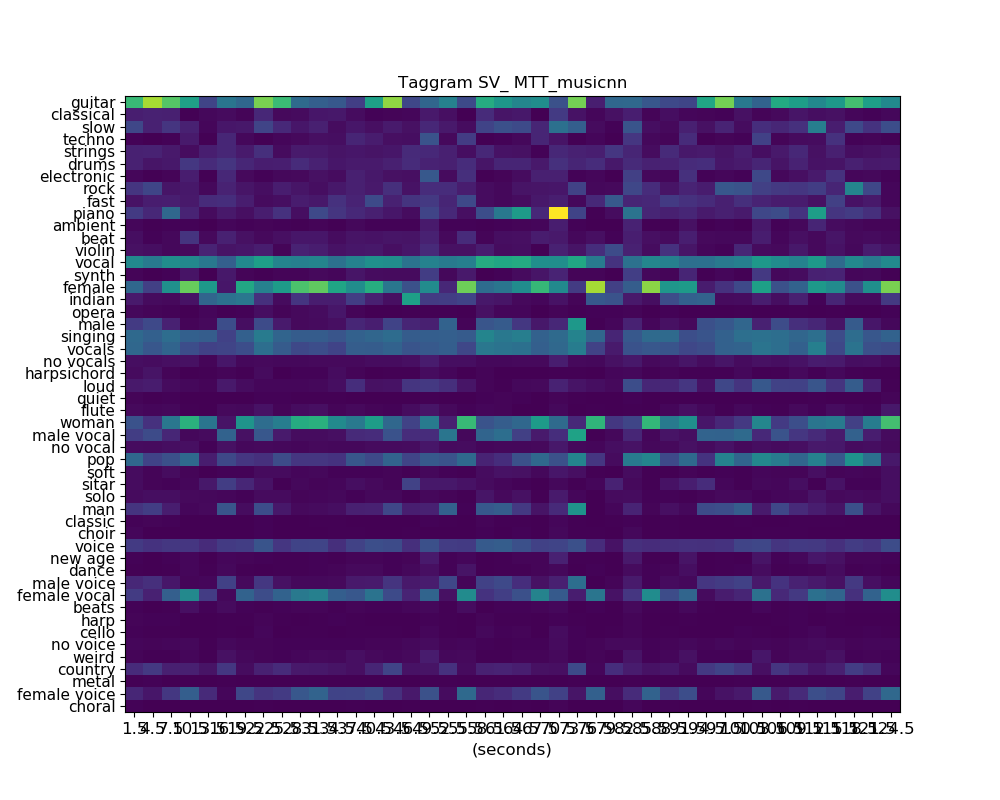 Taggram SV_ MTT_musicnn
guitar
classical
slow
techno
strings
drums
electronic
rock
fast
piano
ambient
beat
violin
vocal
synth
female
indian
opera
male
singing
vocals
no vocals
harpsichord
loud
quiet
flute
woman
male vocal
no vocal
pop
soft
sitar
solo
man
classic
choir
voice
new age
dance
male voice
female vocal
beats
harp
cello
no voice
weird
country
metal
female voice
choral
(seconds)